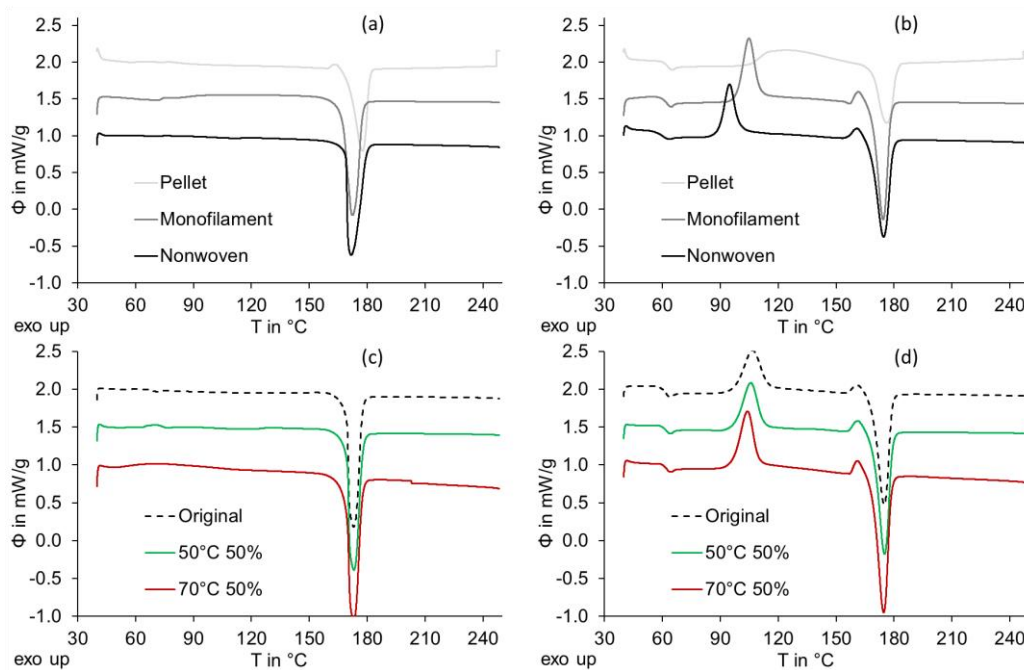 (a)
2.5
2.0
1.5
1.0
0.5
0.0
-0.5
-1.0
Φ in mW/g
Pellet
Monofilament
Nonwoven
30 60 90 120 150 180 210 240
exo up T in °C
(b)
2.5
2.0
1.5
1.0
0.5
0.0
-0.5
-1.0
Φ in mW/g
Pellet
Monofilament
Nonwoven
30 60 90 120 150 180 210 240
exo up T in °C
(c)
2.5
2.0
1.5
1.0
0.5
0.0
-0.5
-1.0
Φ in mW/g
Original
50°C 50%
70°C 50%
30 60 90 120 150 180 210 240
exo up T in °C
(d)
2.5
2.0
1.5
1.0
0.5
0.0
-0.5
-1.0
Φ in mW/g
Original
50°C 50%
70°C 50%
30 60 90 120 150 180 210 240
exo up T in °C